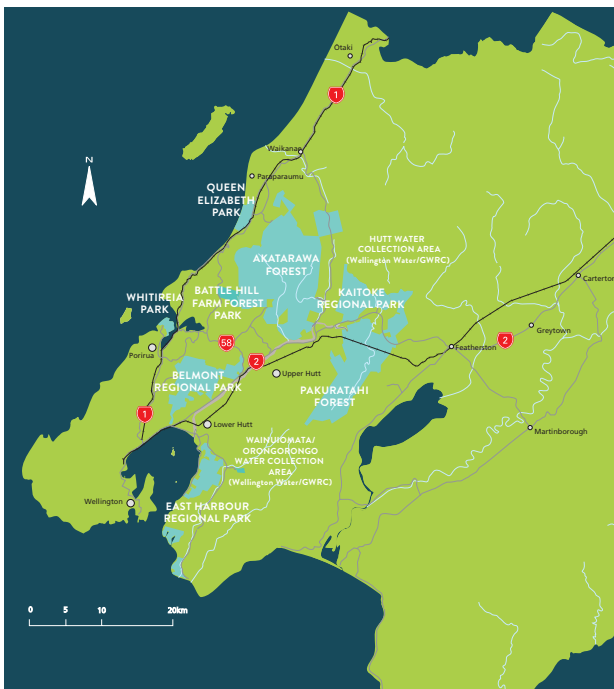 Ōtaki
1
N
Waikanae
Paraparaumu
QUEEN
ELIZABETH
PARK
HUTT WATER
COLLECTION AREA
(Wellington Water/GWRC)
AKATARAWA
FOREST
Carterton
BATTLE HILL
FARM FOREST
PARK
KAITOKE
REGIONAL PARK
WHITIREIA
PARK
Greytown
58
2
Featherston
Porirua
2
Upper Hutt
BELMONT
REGIONAL PARK
PAKURATAHI
FOREST
1
Lower Hutt
Martinborough
WAINUIOMATA/
ORONGORONGO
WATER COLLECTION
AREA
(Wellington Water/GWRC)
Wellington
EAST HARBOUR
REGIONAL PARK
0 5 10 20km